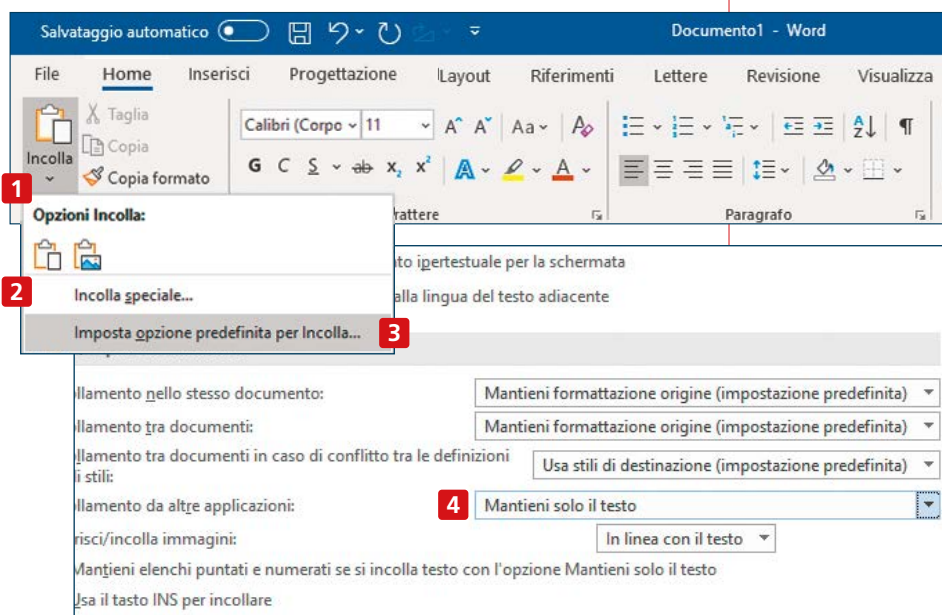 Salvataggio automatico
Documento1 - Word
File Home Inserisci Progettazione Layout Riferimenti Lettere Revisione Visualizza
Incolla
Taglia
Copia
Copia formato
Calibri (Corpo 11 A A Aa A
G C S ab x₂ x² A A
A Z ¶
rattere
Paragrafo
1
Opzioni Incolla:
2
Incolla speciale...
Imposta opzione predefinita per Incolla... 3
to ipertestuale per la schermata
alla lingua del testo adiacente
llamento nello stesso documento: Mantieni formattazione origine (impostazione predefinita)
llamento tra documenti: Mantieni formattazione origine (impostazione predefinita)
llamento tra documenti in caso di conflitto tra le definizioni
i stili: Usa stili di destinazione (impostazione predefinita)
llamento da altre applicazioni: 4 Mantieni solo il testo
risci/incolla immagini: In linea con il testo
Mantieni elenchi puntati e numerati se si incolla testo con l'opzione Mantieni solo il testo
Usa il tasto INS per incollare